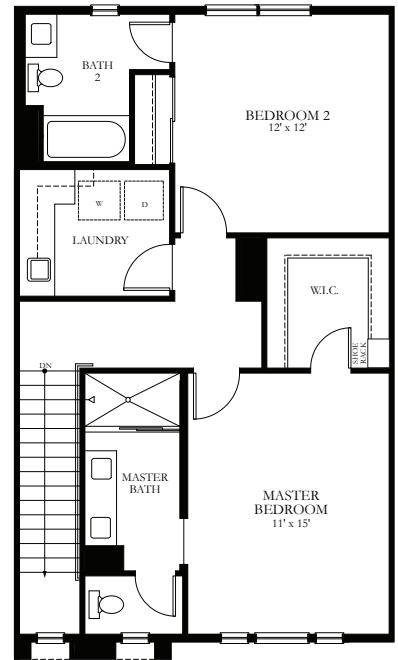 BATH
2
BEDROOM 2
12' x 12'
W
D
LAUNDRY
W.I.C.
SHOE
RACK
DN
MASTER
BATH
MASTER
BEDROOM
11' x 15'